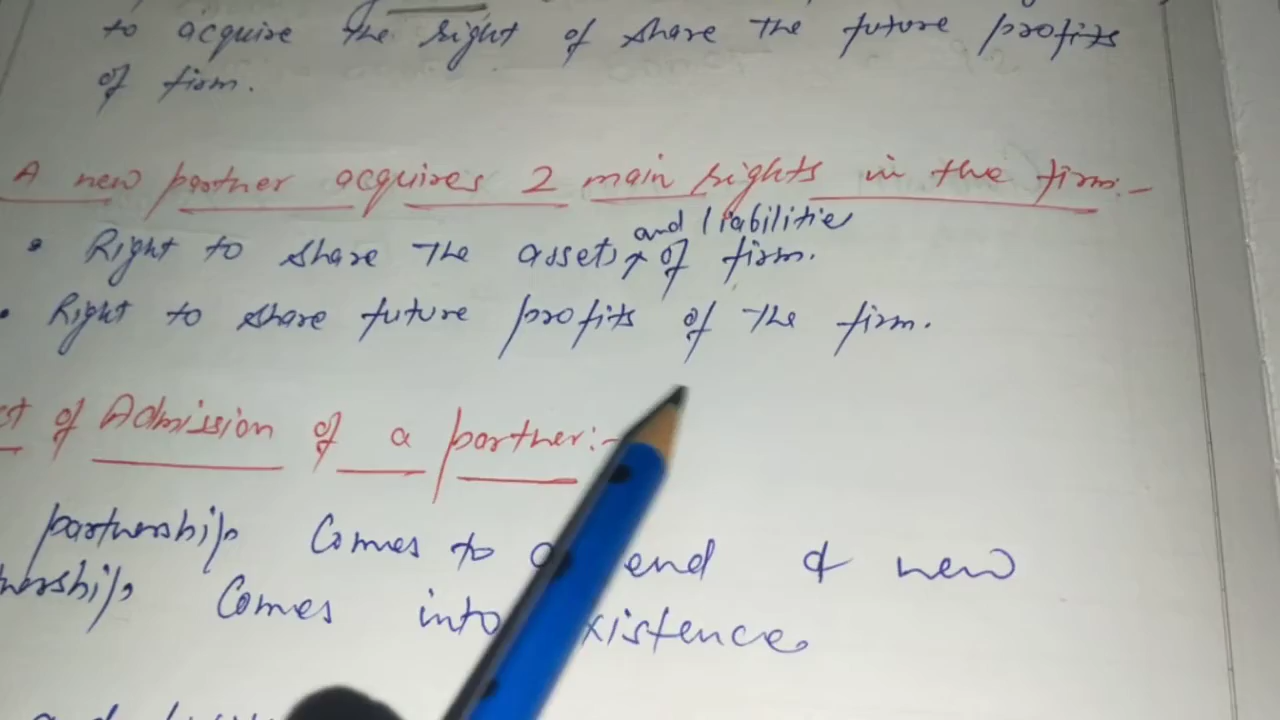 to acquire the right of share the future profits
of firm.
A new partner acquires 2 main rights in the firm:-
and liabilitie
• Right to share the assets of firm.
• Right to share future profits of the firm.
of Admission of a partner:-
partnership comes to end & new
comes into